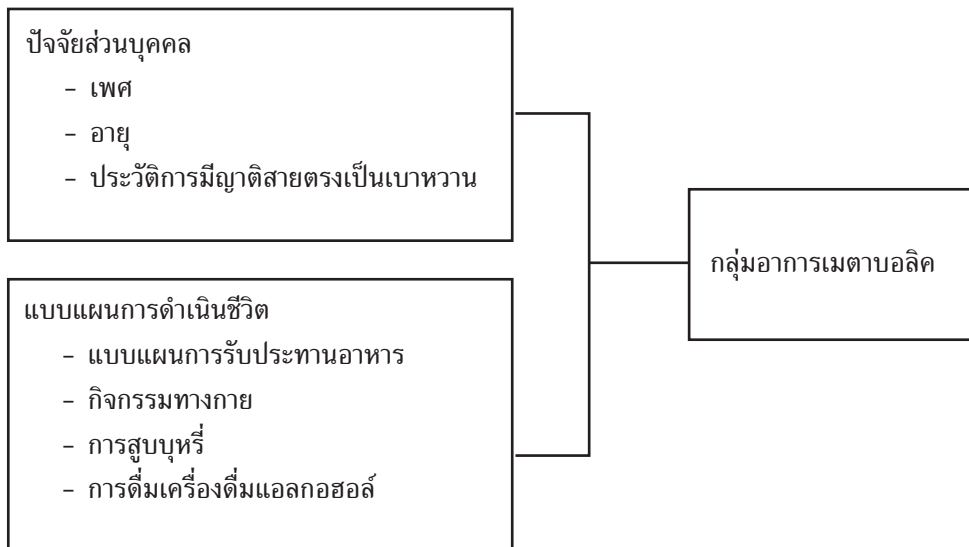 ปัจจัยส่วนบุคคล
– เพศ
– อายุ
– ประวัติการมีญาติสายตรงเป็นเบาหวาน
กลุ่มอาการเมตาบอลิค
แบบแผนการดำเนินชีวิต
– แบบแผนการรับประทานอาหาร
– กิจกรรมทางกาย
– การสูบบุหรี่
– การดื่มเครื่องดื่มแอลกอฮอล์